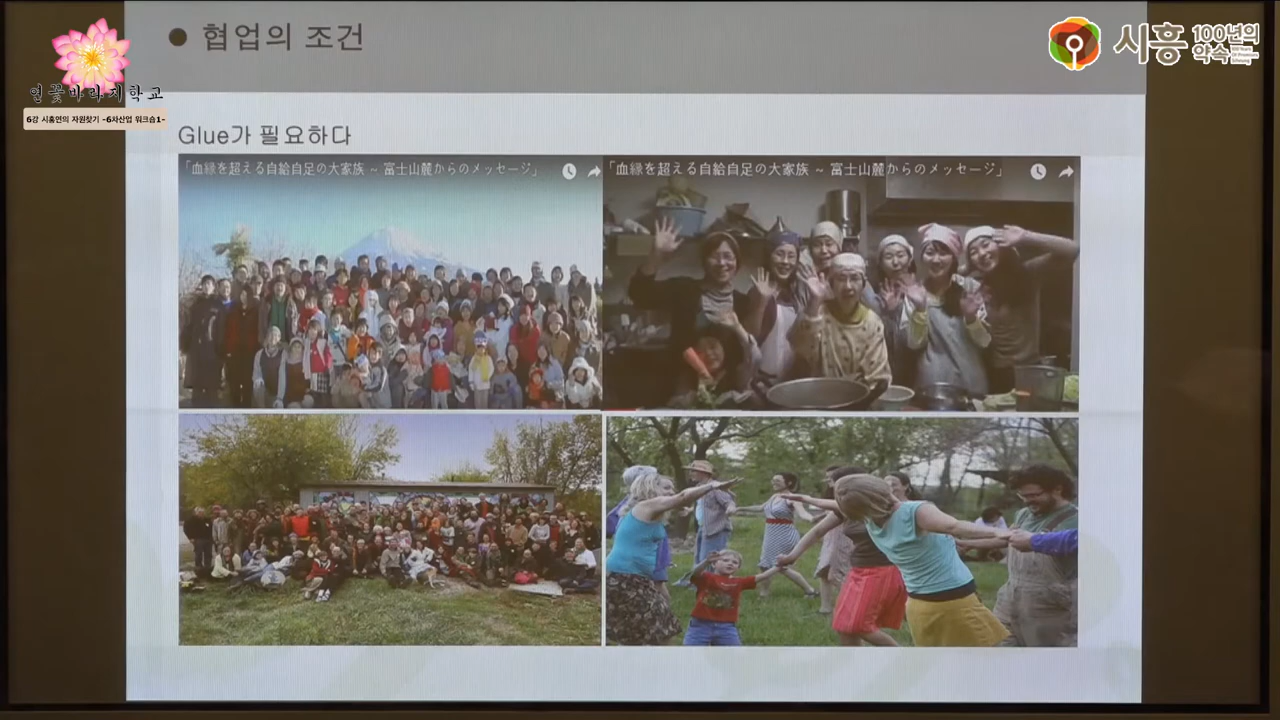 ● 협업의 조건
연꽃바라지학교
6강 시흥연의 자원찾기 -6차산업 워크숍1-
시흥 100년의 약속
Glue가 필요하다
「血縁を超える自給自足の大家族 ~ 富士山麓からのメッセージ」
「血縁を超える自給自足の大家族 ~ 富士山麓からのメッセージ」